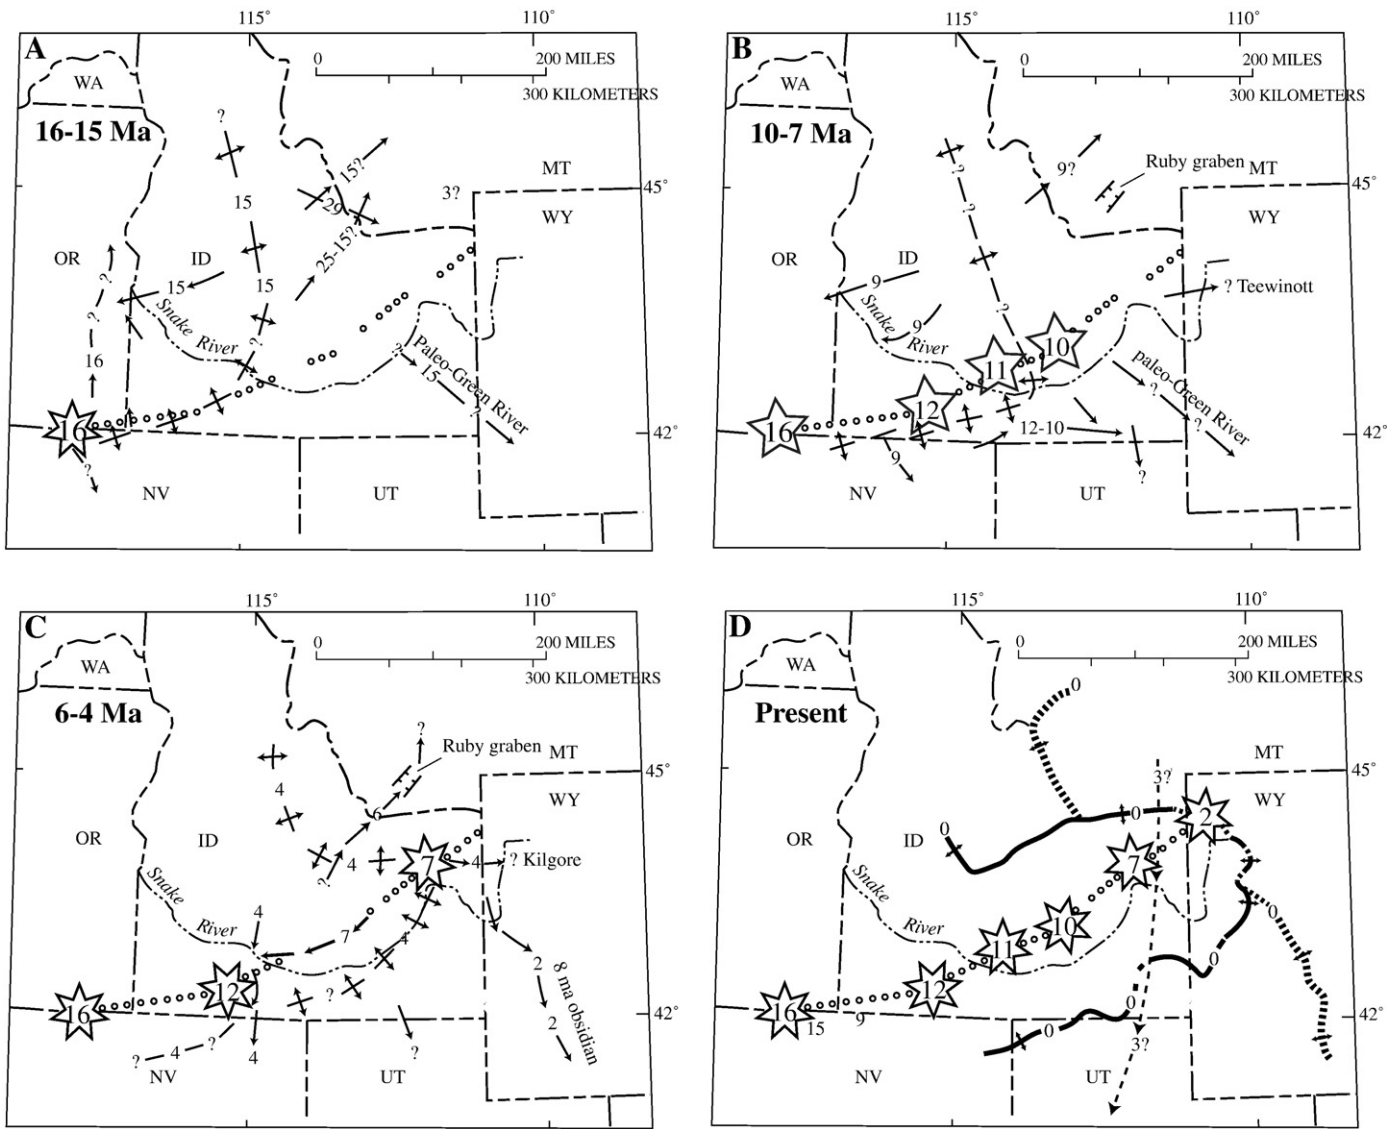 115°
110°
A
0
200 MILES
300 KILOMETERS
WA
16-15 Ma
?
15?
MT
3?
45°
WY
29
15
25-15?
OR
ID
15
15
?
Snake
River
?
16
?
?
Paleo-Green River
15
?
16
42°
?
NV
UT
115°
110°
B
0
200 MILES
300 KILOMETERS
WA
10-7 Ma
9?
Ruby graben
MT
45°
WY
?
?
OR
ID
9
? Teewinott
Snake
River
9
?
10
11
paleo-Green River
?
12
?
16
12-10
42°
9
?
NV
UT
115°
110°
C
0
200 MILES
300 KILOMETERS
WA
6-4 Ma
?
Ruby graben
MT
45°
WY
4
6
OR
ID
4
7
4
? Kilgore
?
Snake
River
4
7
4
2
8 ma obsidian
12
?
16
2
?
4
?
4
?
NV
UT
115°
110°
D
0
200 MILES
300 KILOMETERS
WA
Present
0
MT
3?
45°
WY
OR
ID
0
0
2
7
Snake
River
0
10
11
0
12
0
16
15
9
42°
0
3?
NV
UT